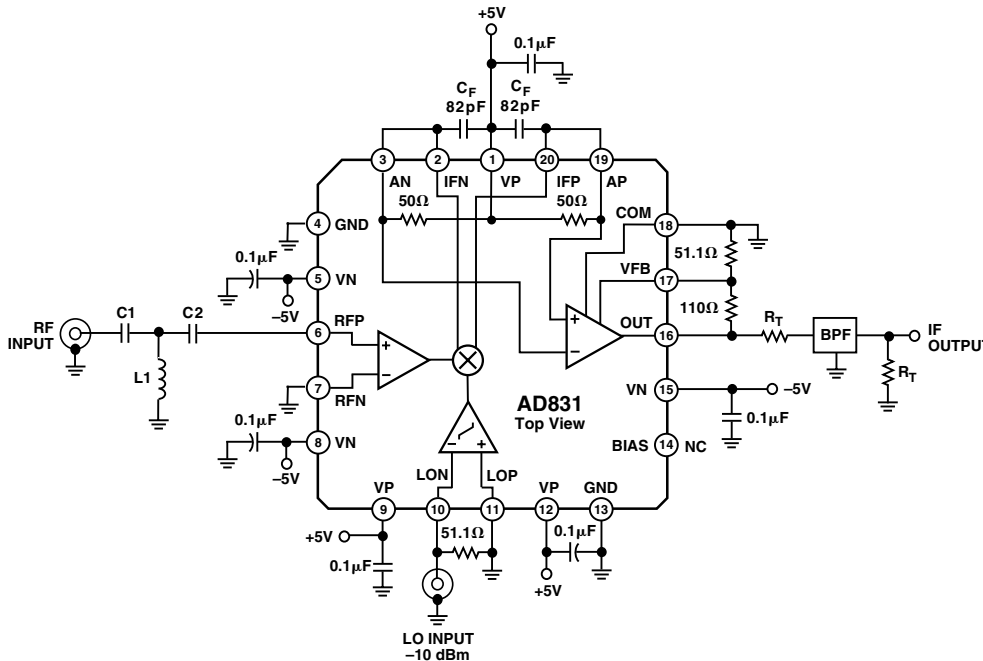 +5V
0.1μF
CF
82pF
CF
82pF
3
2
1
20
19
AN
IFN
VP
IFP
AP
50Ω
50Ω
COM
18
4
GND
51.1Ω
0.1μF
VFB
17
5
VN
–5V
110Ω
C1
C2
OUT
16
RT
BPF
IF
OUTPUT
RF
INPUT
6
RFP
+
–
+
–
L1
RT
7
RFN
VN
15
–5V
AD831
Top View
0.1μF
0.1μF
8
VN
–
+
BIAS
14
NC
–5V
LON
LOP
VP
VP
GND
9
10
11
12
13
+5V
51.1Ω
0.1μF
0.1μF
+5V
LO INPUT
–10 dBm